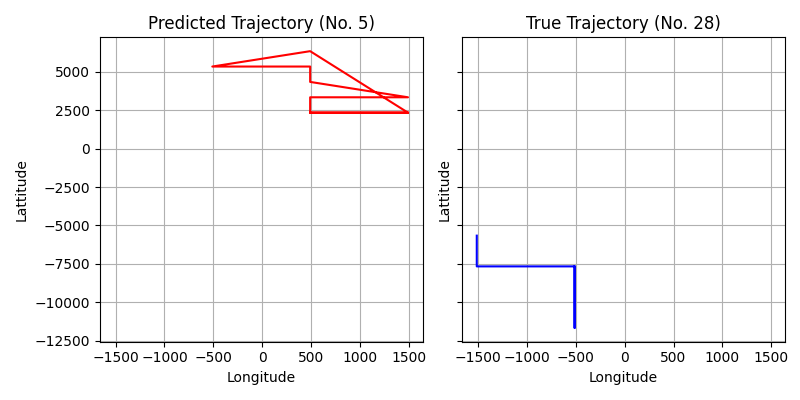 Predicted Trajectory (No. 5)
True Trajectory (No. 28)
Lattitude
5000
2500
0
−2500
−5000
−7500
−10000
−12500
−1500 −1000 −500 0 500 1000 1500
Longitude
Lattitude
−1500 −1000 −500 0 500 1000 1500
Longitude